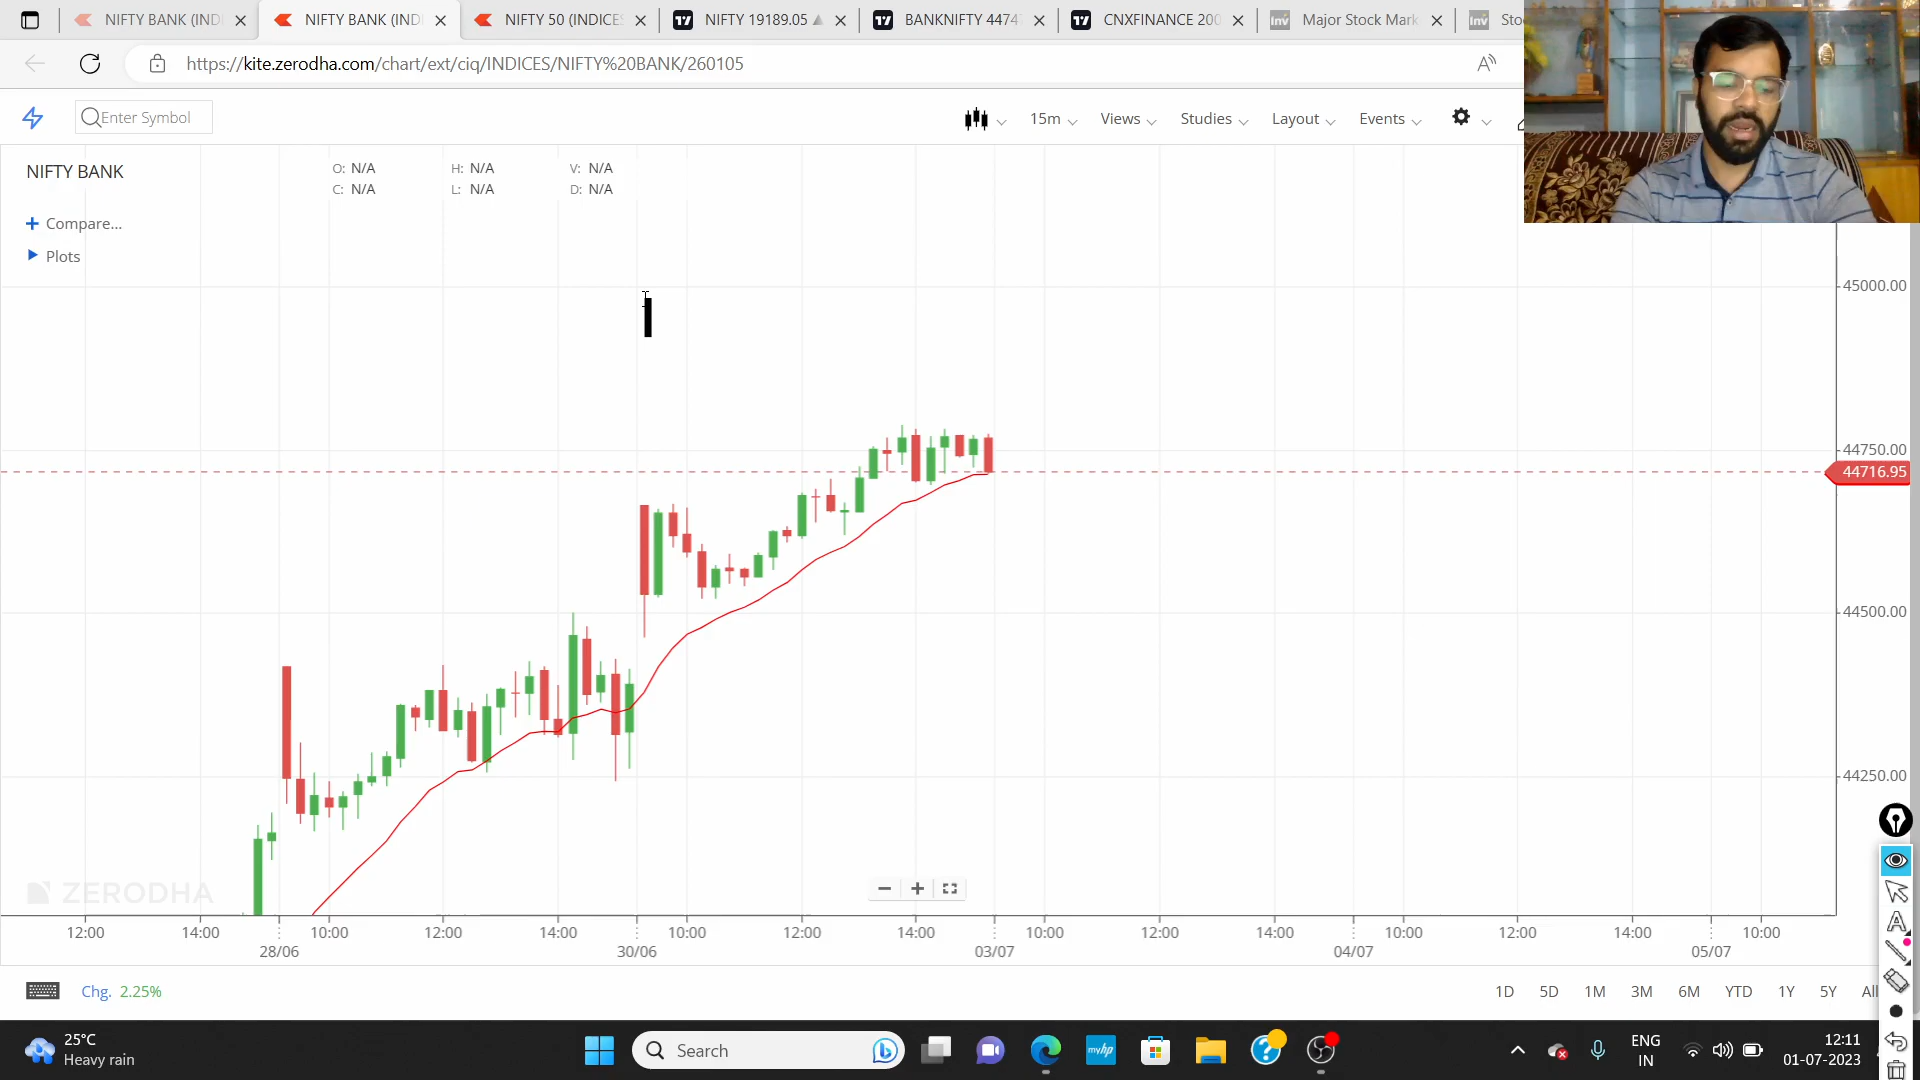 NIFTY BANK (INDI
NIFTY BANK (INDI
NIFTY 50 (INDICES
NIFTY 19189.05 ▲
BANKNIFTY 4474
CNXFINANCE 200
Major Stock Mark
Sto
https://kite.zerodha.com/chart/ext/ciq/INDICES/NIFTY%20BANK/260105
Enter Symbol
15m
Views
Studies
Layout
Events
NIFTY BANK
O: N/A H: N/A V: N/A
C: N/A L: N/A D: N/A
+ Compare...
Plots
45000.00
44750.00
44716.95
44500.00
44250.00
ZERODHA
12:00 14:00 10:00 12:00 14:00 10:00 12:00 14:00 10:00 12:00 14:00 10:00 12:00 14:00 10:00
28/06 30/06 03/07 04/07 05/07
Chg. 2.25%
1D 5D 1M 3M 6M YTD 1Y 5Y All
25°C
Heavy rain
Search
myhp
ENG
IN
12:11
01-07-2023